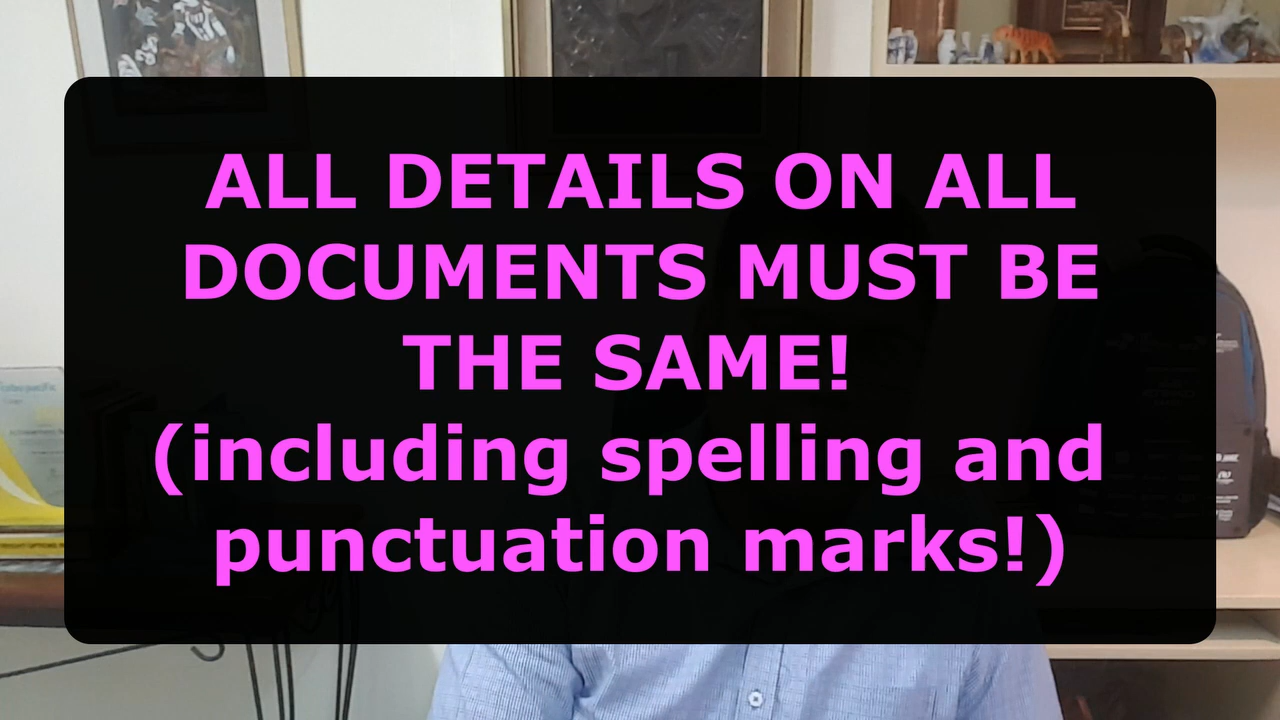 ALL DETAILS ON ALL
DOCUMENTS MUST BE
THE SAME!
(including spelling and
punctuation marks!)